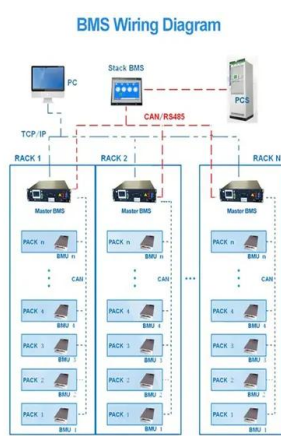 BMS Wiring Diagram
PC
Stack BMS
PCS
CAN/RS485
TCP/IP
RACK 1
RACK 2
RACK N
Master BMS
Master BMS
Master BMS
PACK n
BMU n
PACK n
BMU n
PACK n
BMU n
CAN
CAN
CAN
PACK 4
BMU 4
PACK 4
BMU 4
PACK 4
BMU 4
PACK 3
BMU 3
PACK 3
BMU 3
PACK 3
BMU 3
PACK 2
BMU 2
PACK 2
BMU 2
PACK 2
BMU 2
PACK 1
BMU 1
PACK 1
BMU 1
PACK 1
BMU 1